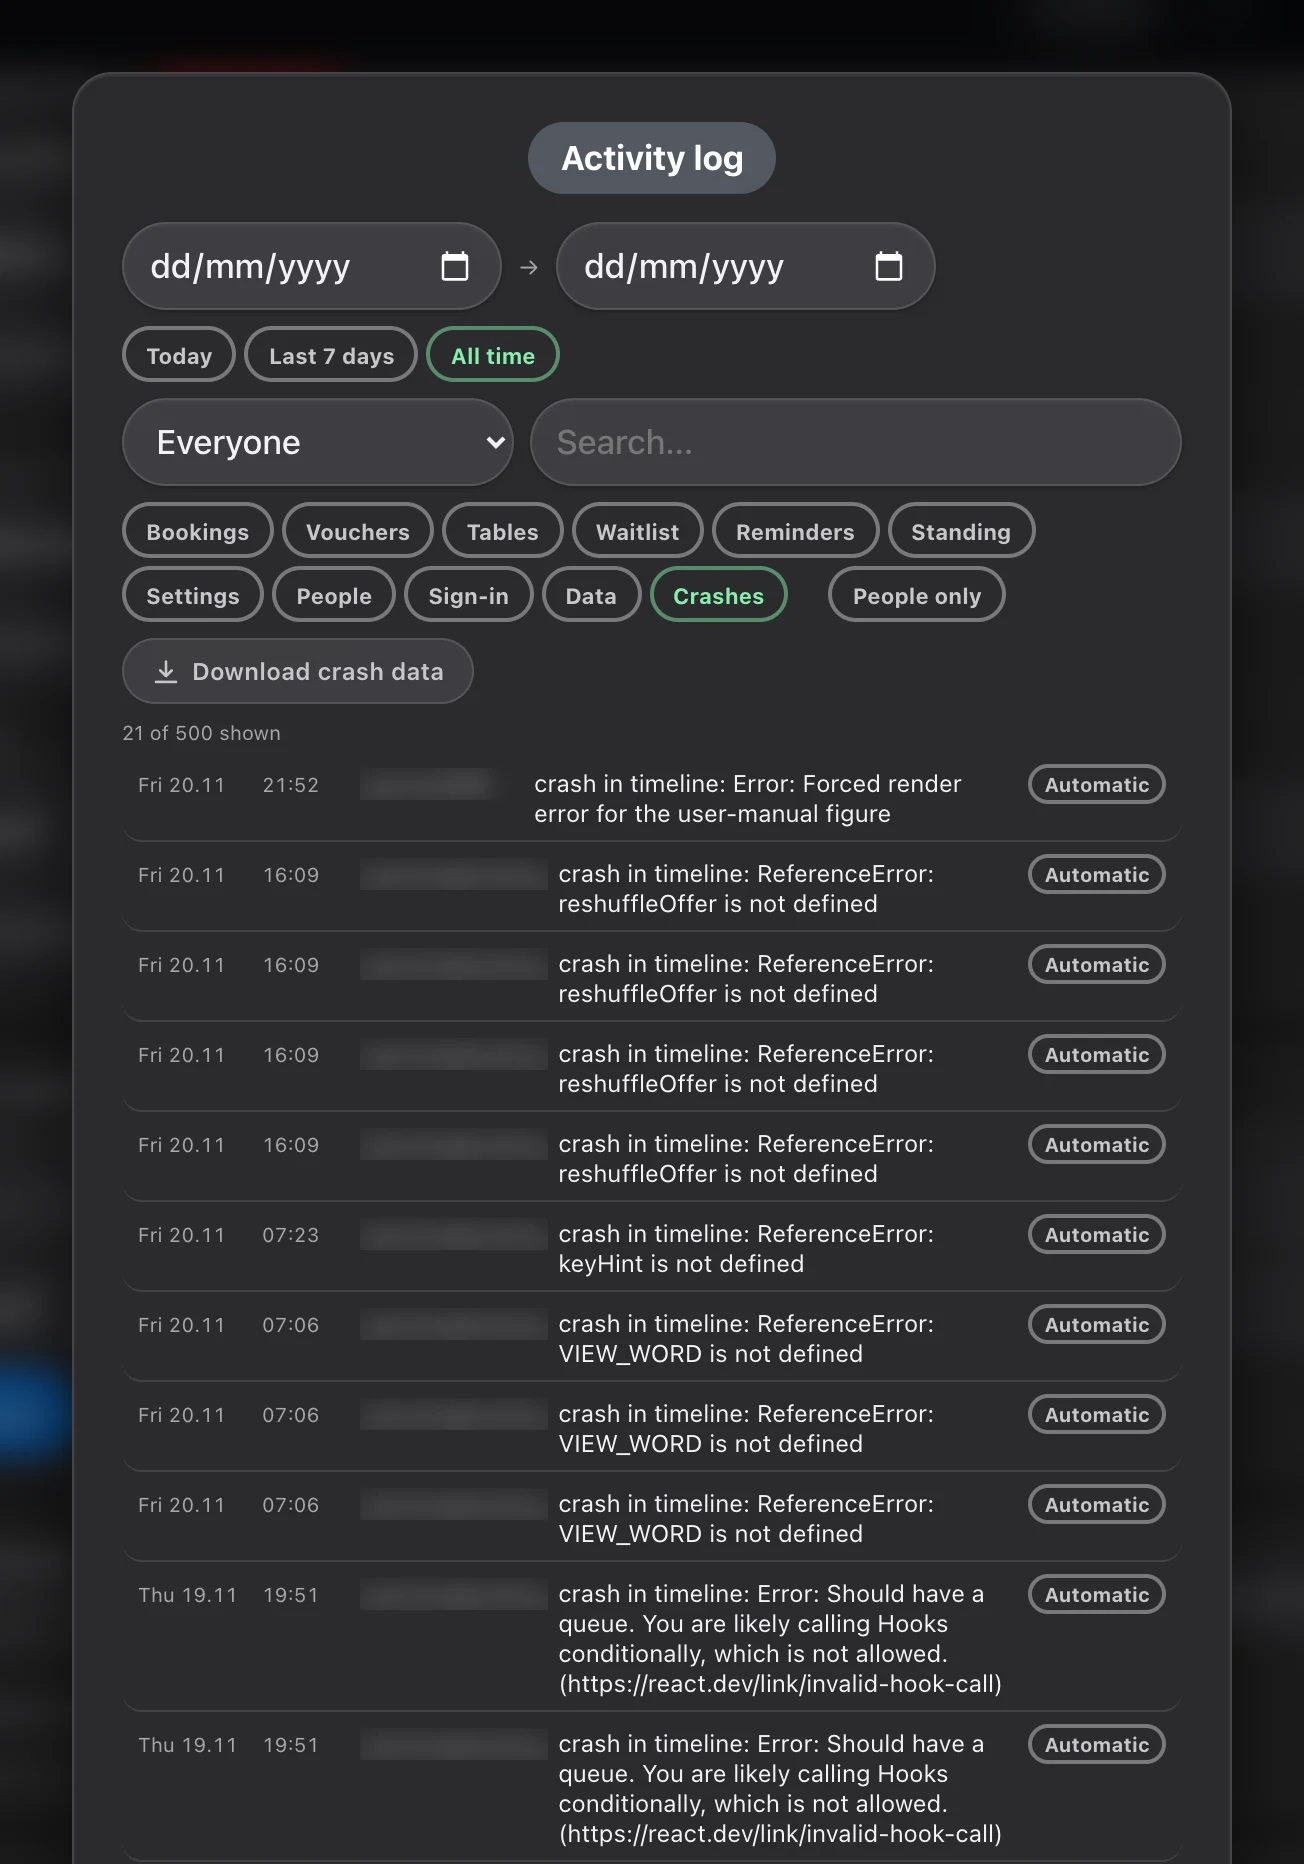 Activity log
dd/mm/yyyy → dd/mm/yyyy
Today Last 7 days All time
Everyone Search...
Bookings Vouchers Tables Waitlist Reminders Standing
Settings People Sign-in Data Crashes People only
Download crash data
21 of 500 shown
Fri 20.11 21:52 crash in timeline: Error: Forced render Automatic
error for the user-manual figure
Fri 20.11 16:09 crash in timeline: ReferenceError: Automatic
reshuffleOffer is not defined
Fri 20.11 16:09 crash in timeline: ReferenceError: Automatic
reshuffleOffer is not defined
Fri 20.11 16:09 crash in timeline: ReferenceError: Automatic
reshuffleOffer is not defined
Fri 20.11 16:09 crash in timeline: ReferenceError: Automatic
reshuffleOffer is not defined
Fri 20.11 07:23 crash in timeline: ReferenceError: Automatic
keyHint is not defined
Fri 20.11 07:06 crash in timeline: ReferenceError: Automatic
VIEW_WORD is not defined
Fri 20.11 07:06 crash in timeline: ReferenceError: Automatic
VIEW_WORD is not defined
Fri 20.11 07:06 crash in timeline: ReferenceError: Automatic
VIEW_WORD is not defined
Thu 19.11 19:51 crash in timeline: Error: Should have a Automatic
queue. You are likely calling Hooks
conditionally, which is not allowed.
(https://react.dev/link/invalid-hook-call)
Thu 19.11 19:51 crash in timeline: Error: Should have a Automatic
queue. You are likely calling Hooks
conditionally, which is not allowed.
(https://react.dev/link/invalid-hook-call)